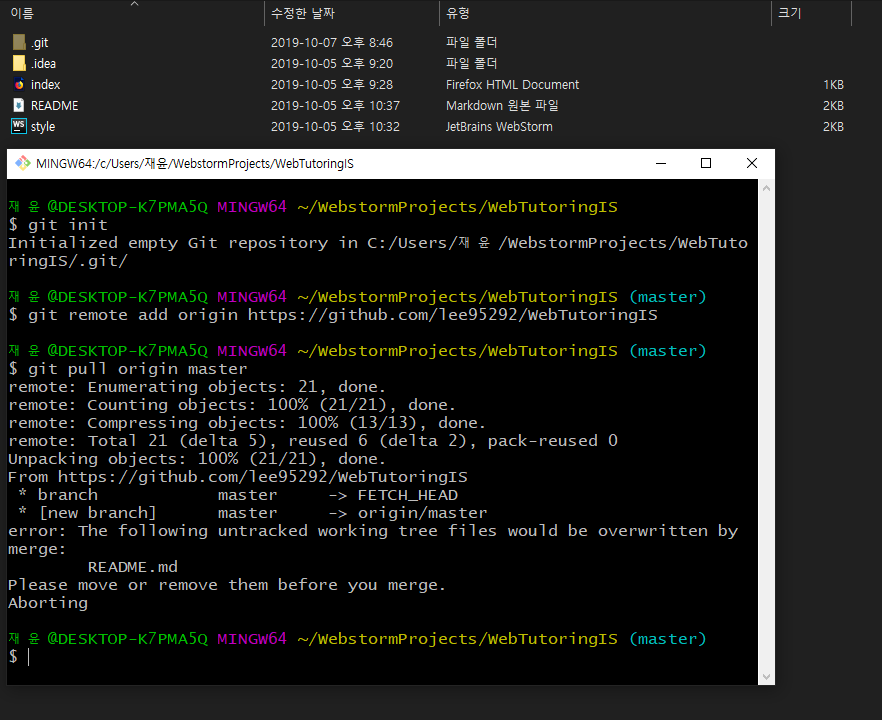 이름 수정한 날짜 유형 크기
.git 2019-10-07 오후 8:46 파일 폴더
.idea 2019-10-05 오후 9:20 파일 폴더
index 2019-10-05 오후 9:28 Firefox HTML Document 1KB
README 2019-10-05 오후 10:37 Markdown 원본 파일 2KB
WS style 2019-10-05 오후 10:32 JetBrains WebStorm 2KB
MINGW64:/c/Users/재윤/WebstormProjects/WebTutoringIS
재 윤 @DESKTOP-K7PMA5Q MINGW64 ~/WebstormProjects/WebTutoringIS
$ git init
Initialized empty Git repository in C:/Users/재 윤 /WebstormProjects/WebTuto
ringIS/.git/
재 윤 @DESKTOP-K7PMA5Q MINGW64 ~/WebstormProjects/WebTutoringIS (master)
$ git remote add origin https://github.com/lee95292/WebTutoringIS
재 윤 @DESKTOP-K7PMA5Q MINGW64 ~/WebstormProjects/WebTutoringIS (master)
$ git pull origin master
remote: Enumerating objects: 21, done.
remote: Counting objects: 100% (21/21), done.
remote: Compressing objects: 100% (13/13), done.
remote: Total 21 (delta 5), reused 6 (delta 2), pack-reused 0
Unpacking objects: 100% (21/21), done.
From https://github.com/lee95292/WebTutoringIS
 * branch            master     -> FETCH_HEAD
 * [new branch]      master     -> origin/master
error: The following untracked working tree files would be overwritten by
merge:
        README.md
Please move or remove them before you merge.
Aborting
재 윤 @DESKTOP-K7PMA5Q MINGW64 ~/WebstormProjects/WebTutoringIS (master)
$